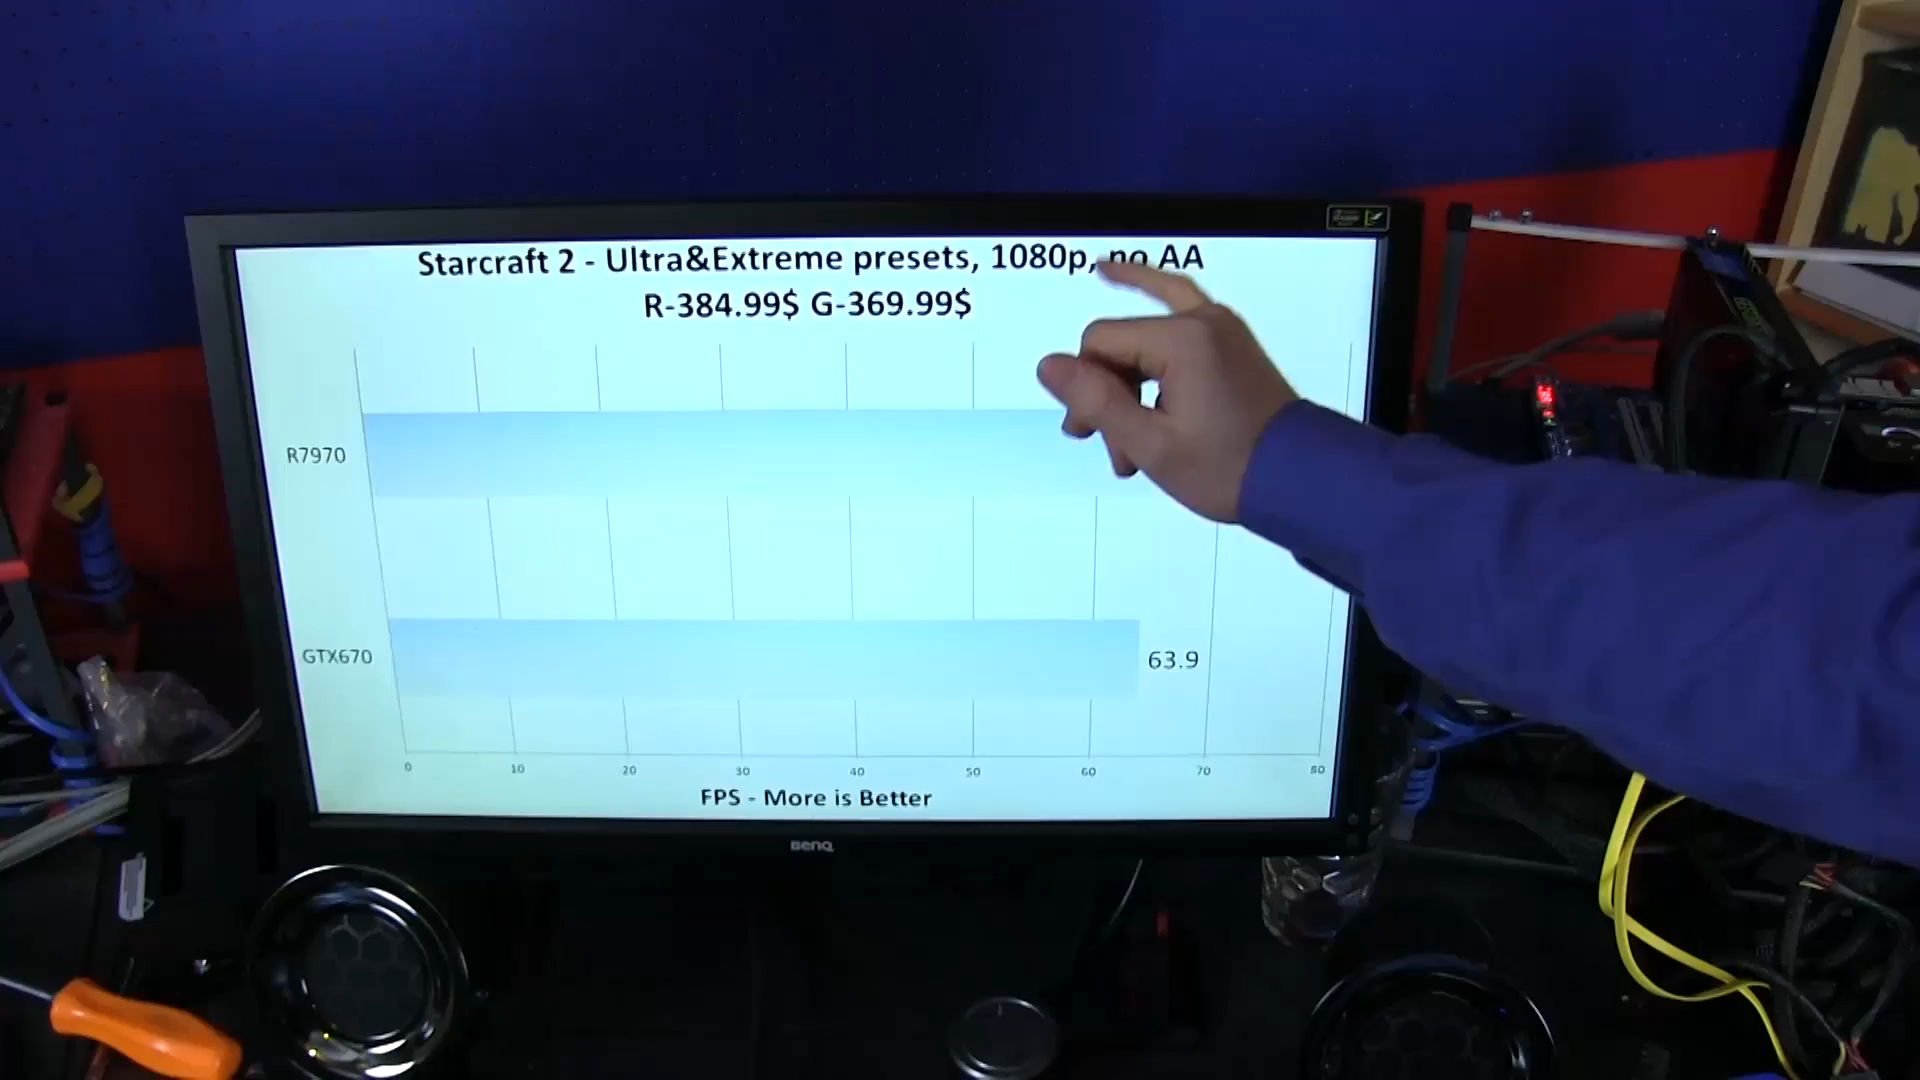 Starcraft 2 - Ultra&Extreme presets, 1080p, no AA
R-384.99$ G-369.99$
R7970
GTX670
63.9
0 10 20 30 40 50 60 70 80
FPS - More is Better
BenQ